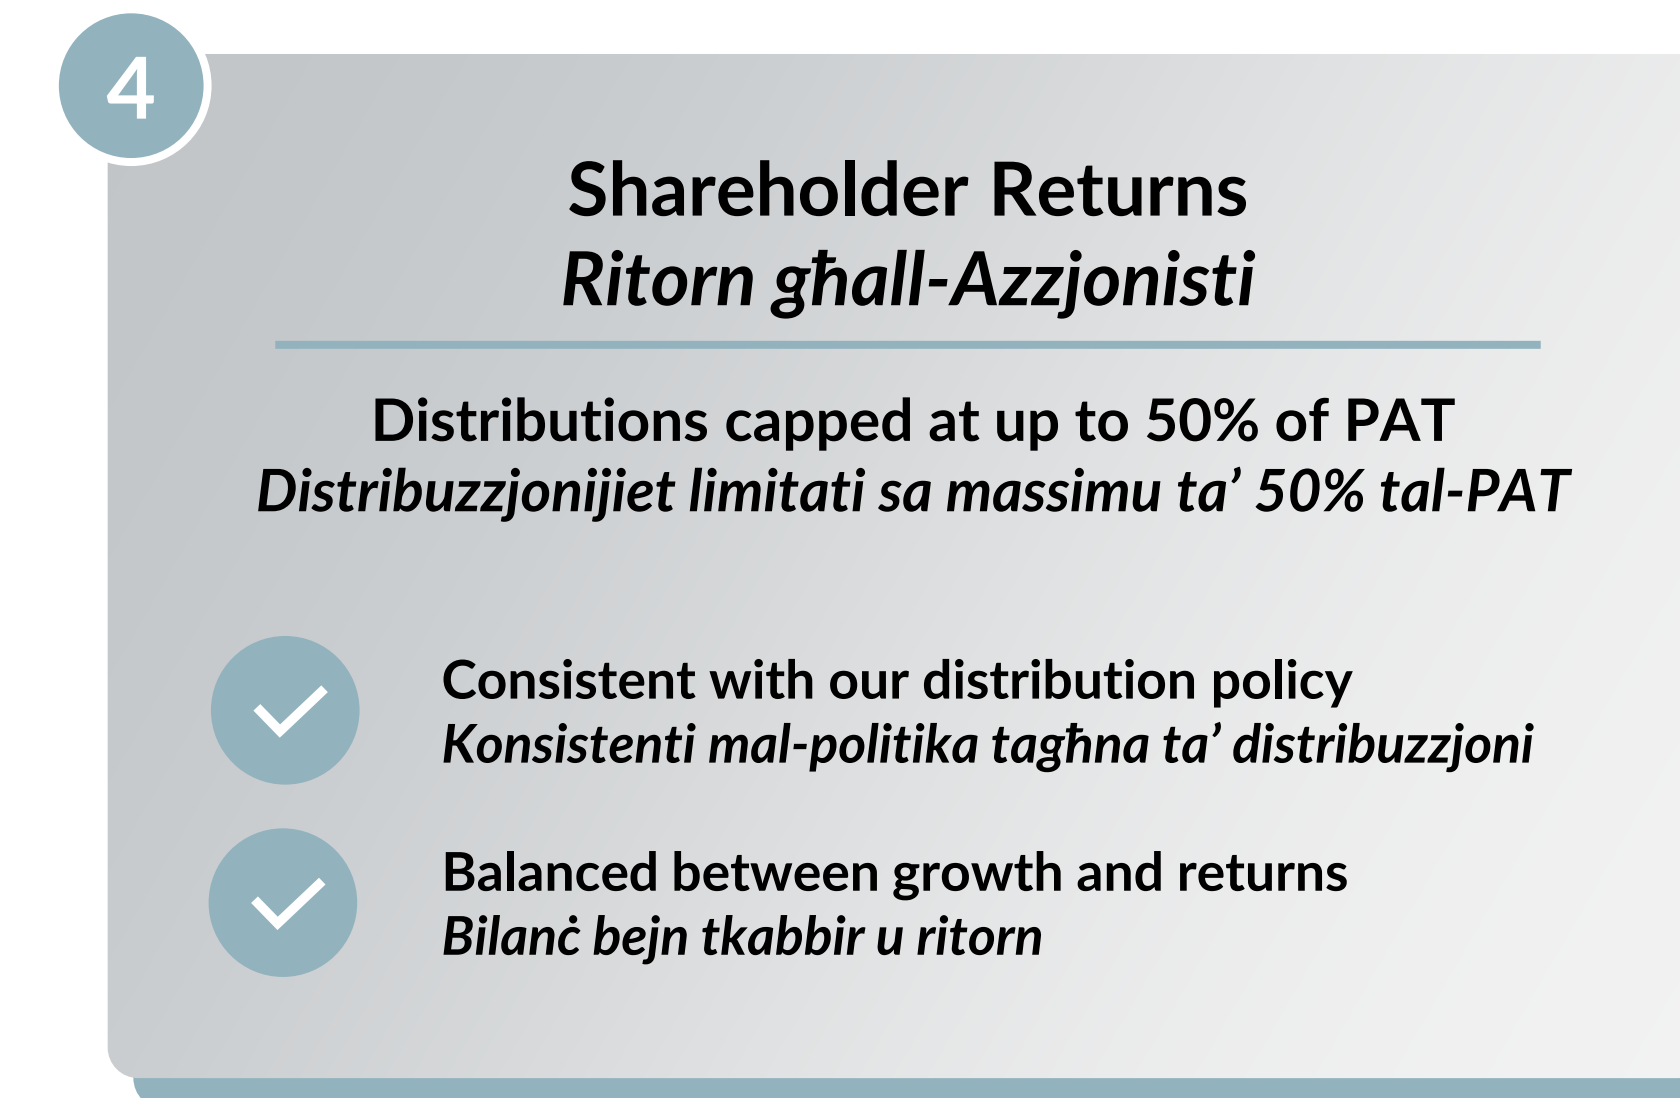 4
Shareholder Returns
Ritorn għall-Azzjonisti
Distributions capped at up to 50% of PAT
Distribuzzjonijiet limitati sa massimu ta’ 50% tal-PAT
Consistent with our distribution policy
Konsistenti mal-politika tagħna ta’ distribuzzjoni
Balanced between growth and returns
Bilanċ bejn tkabbir u ritorn